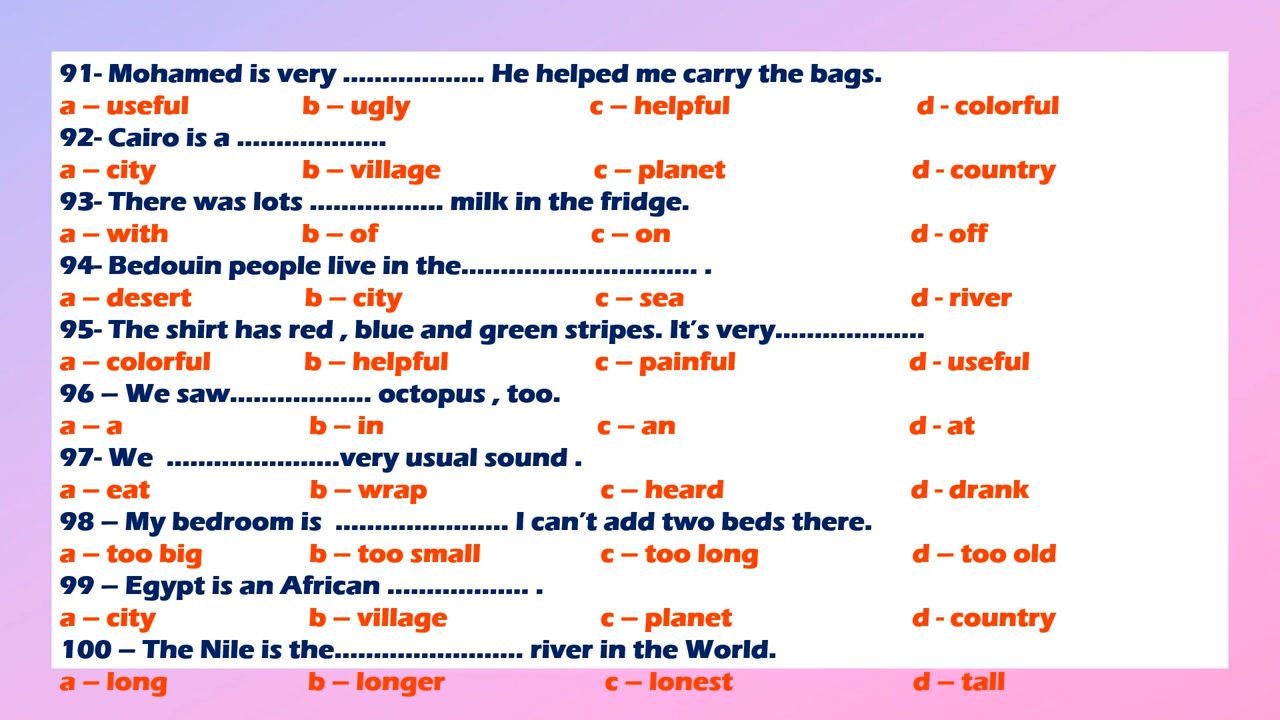 91- Mohamed is very .................. He helped me carry the bags.
a – useful b – ugly c – helpful d - colorful
92- Cairo is a ...................
a – city b – village c – planet d - country
93- There was lots ................. milk in the fridge.
a – with b – of c – on d - off
94- Bedouin people live in the.............................. .
a – desert b – city c – sea d - river
95- The shirt has red , blue and green stripes. It’s very...................
a – colorful b – helpful c – painful d - useful
96 – We saw.................. octopus , too.
a – a b – in c – an d - at
97- We ......................very usual sound .
a – eat b – wrap c – heard d - drank
98 – My bedroom is ...................... I can’t add two beds there.
a – too big b – too small c – too long d – too old
99 – Egypt is an African .................. .
a – city b – village c – planet d - country
100 – The Nile is the........................ river in the World.
a – long b – longer c – lonest d – tall